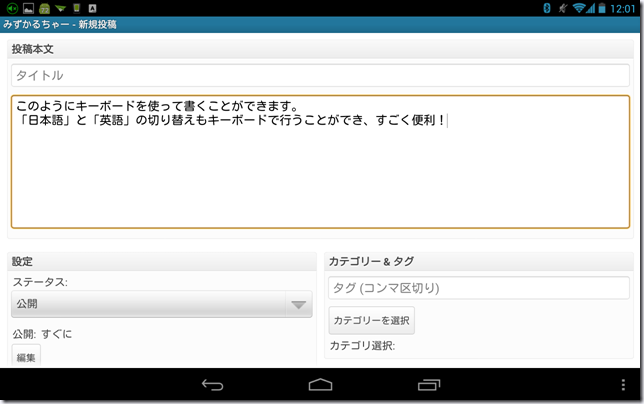 12:01
みずかるちゃー - 新規投稿
投稿本文
タイトル
このようにキーボードを使って書くことができます。
「日本語」と「英語」の切り替えもキーボードで行うことができ、すごく便利！
設定
ステータス:
公開
公開: すぐに
編集
カテゴリー & タグ
タグ (コンマ区切り)
カテゴリーを選択
カテゴリ選択: